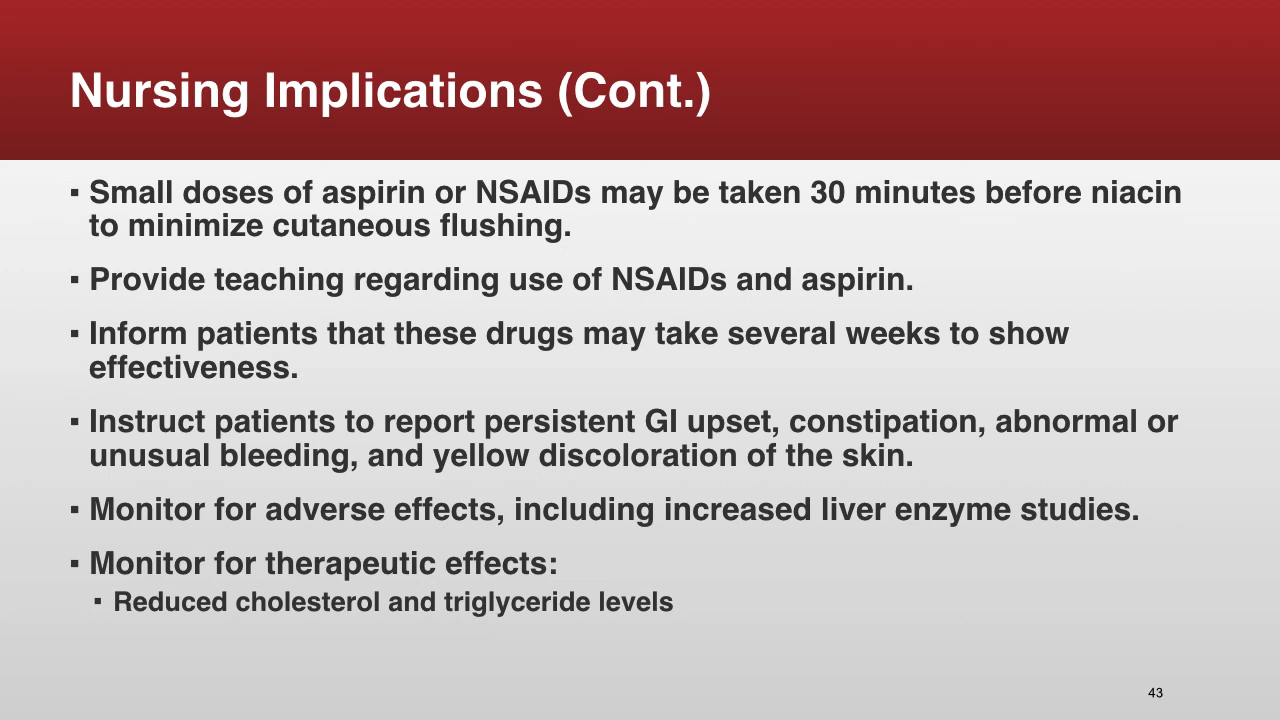 Nursing Implications (Cont.)
▪ Small doses of aspirin or NSAIDs may be taken 30 minutes before niacin
to minimize cutaneous flushing.
▪ Provide teaching regarding use of NSAIDs and aspirin.
▪ Inform patients that these drugs may take several weeks to show
effectiveness.
▪ Instruct patients to report persistent GI upset, constipation, abnormal or
unusual bleeding, and yellow discoloration of the skin.
▪ Monitor for adverse effects, including increased liver enzyme studies.
▪ Monitor for therapeutic effects:
▪ Reduced cholesterol and triglyceride levels
43